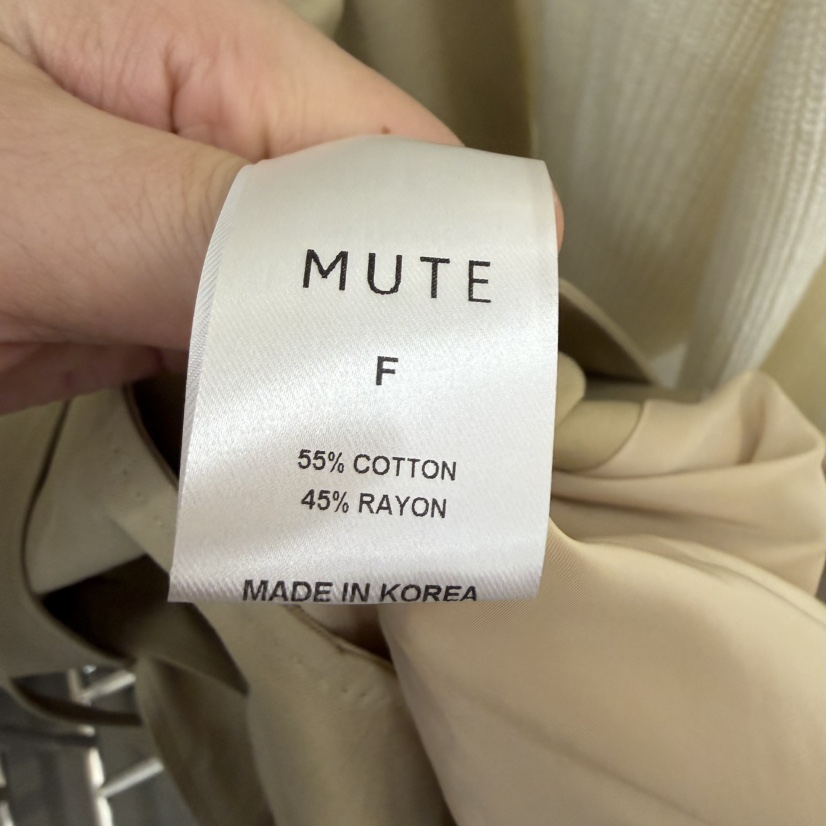 MUTE
F
55% COTTON
45% RAYON
MADE IN KOREA